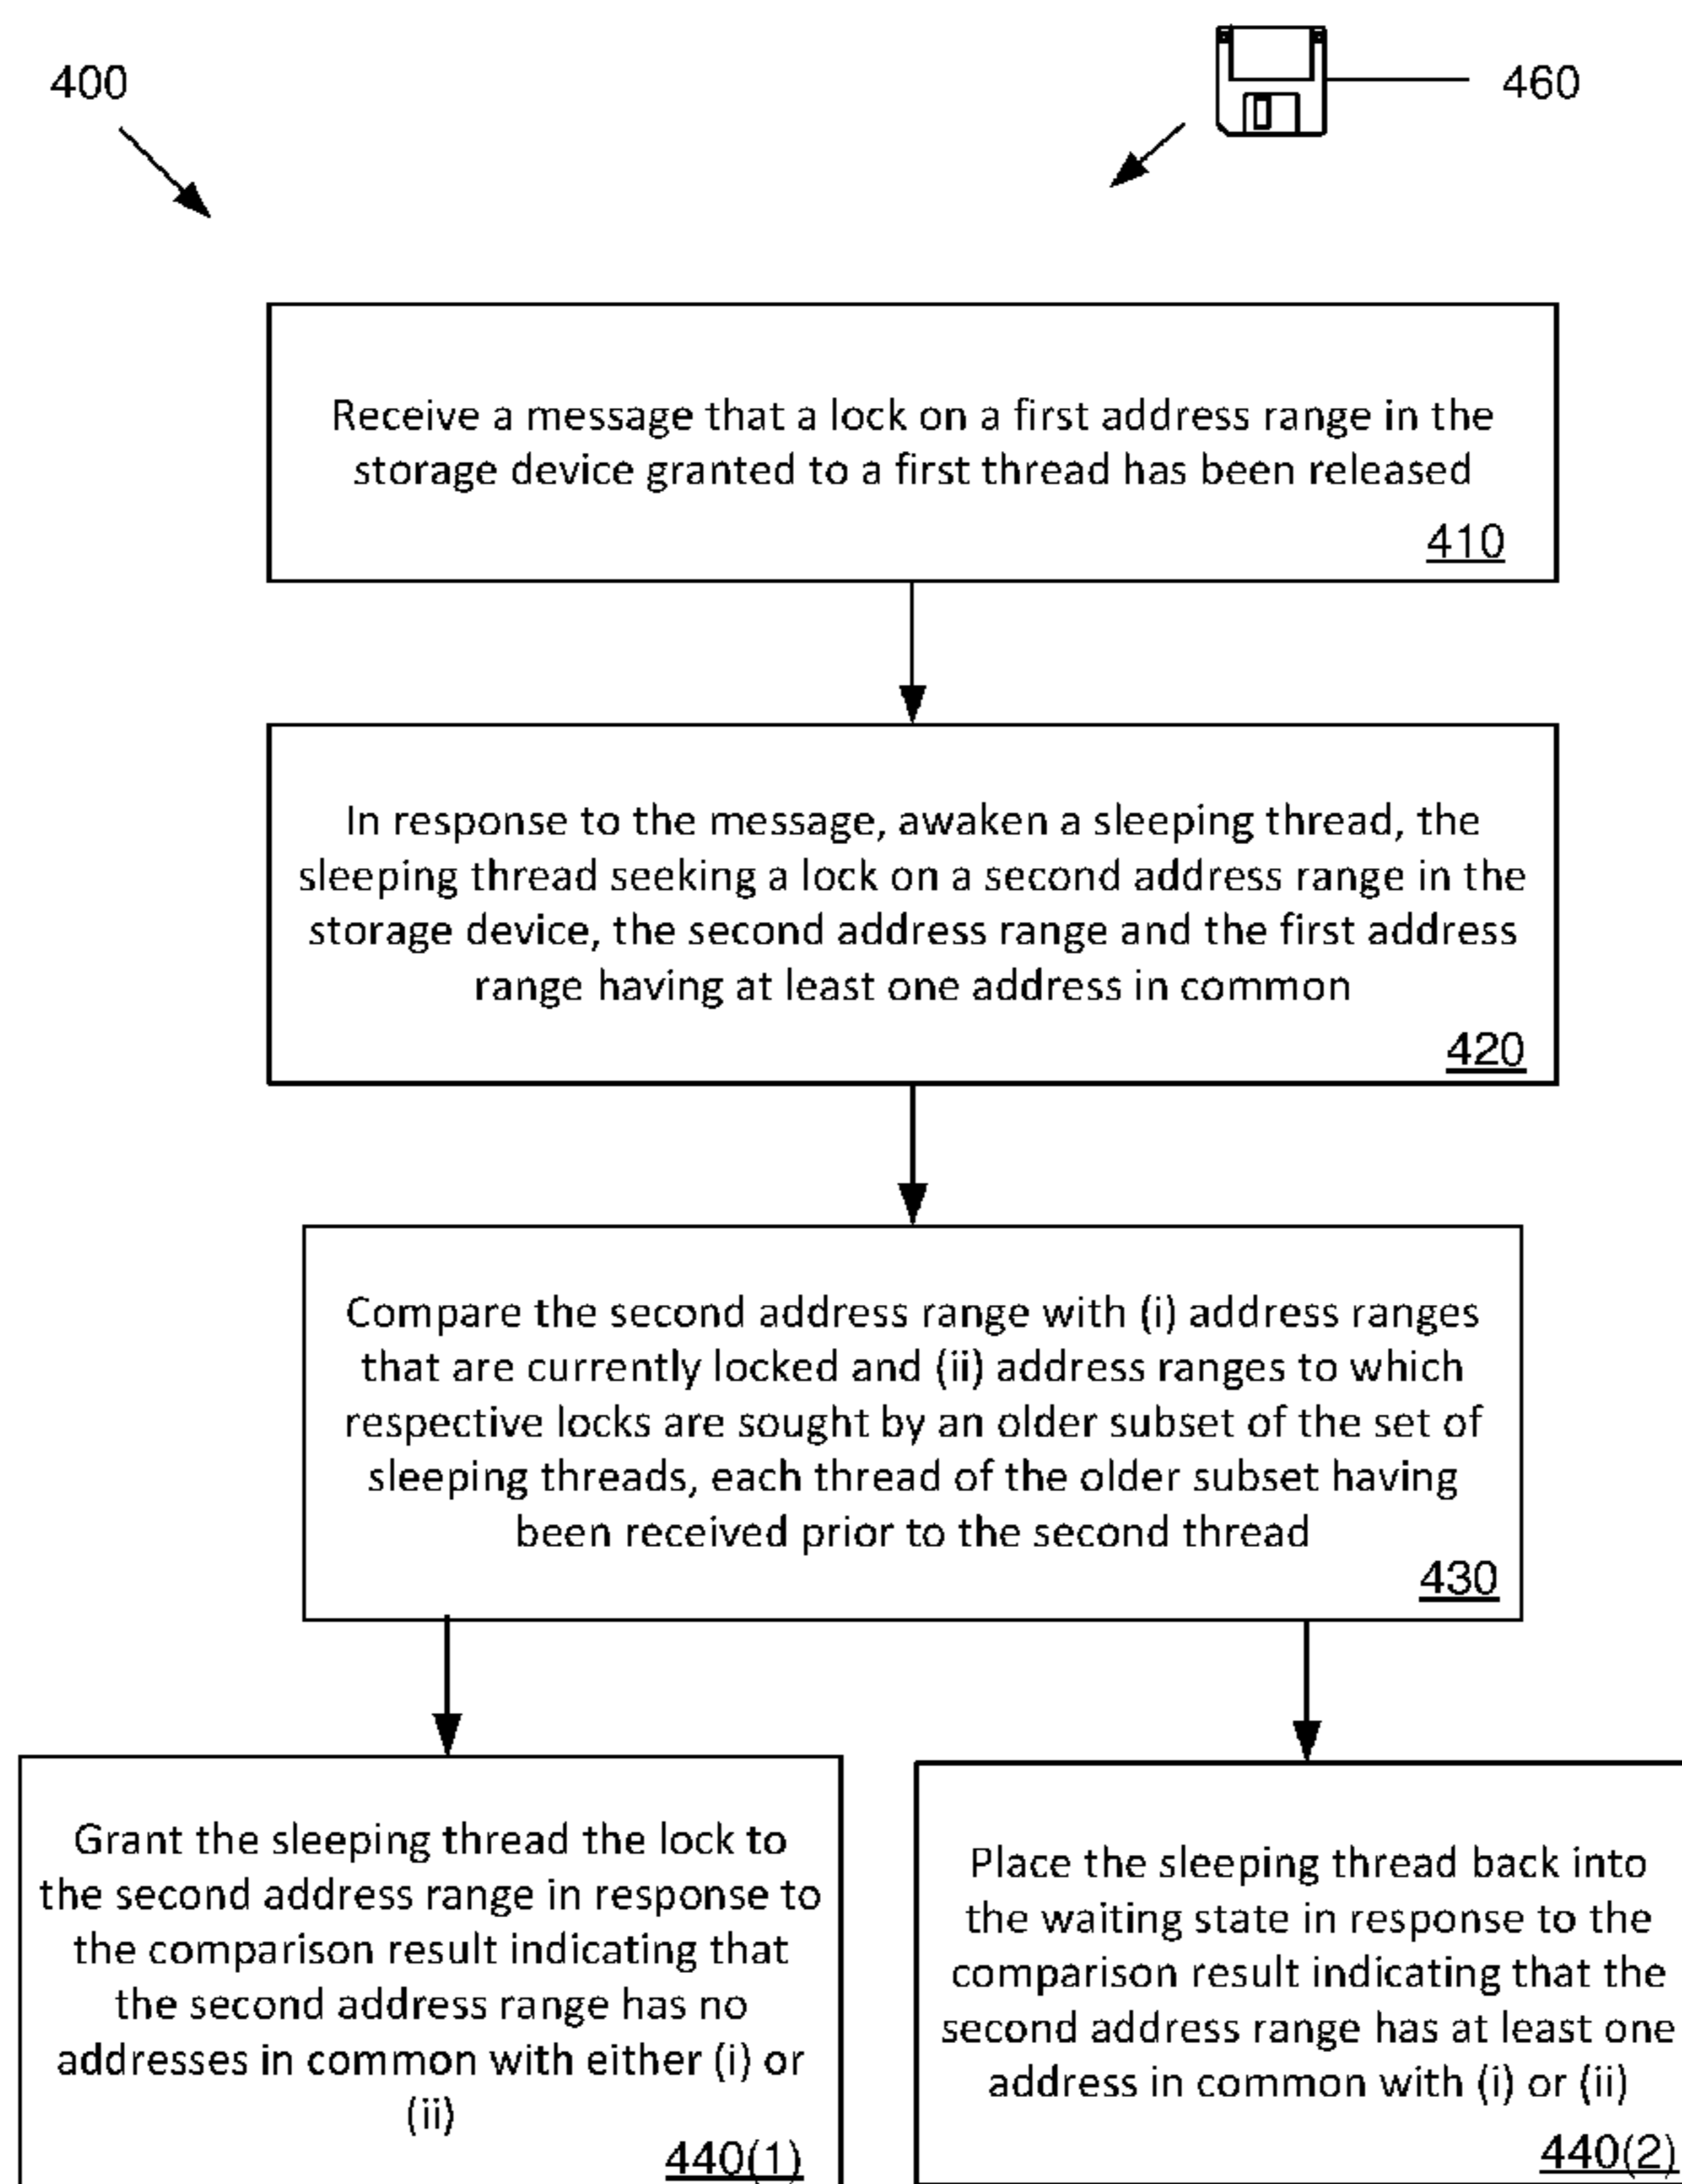 400
460
Receive a message that a lock on a first address range in the
storage device granted to a first thread has been released
410
In response to the message, awaken a sleeping thread, the
sleeping thread seeking a lock on a second address range in the
storage device, the second address range and the first address
range having at least one address in common
420
Compare the second address range with (i) address ranges
that are currently locked and (ii) address ranges to which
respective locks are sought by an older subset of the set of
sleeping threads, each thread of the older subset having
been received prior to the second thread
430
Grant the sleeping thread the lock to
the second address range in response to
the comparison result indicating that
the second address range has no
addresses in common with either (i) or
(ii)
440(1)
Place the sleeping thread back into
the waiting state in response to the
comparison result indicating that the
second address range has at least one
address in common with (i) or (ii)
440(2)